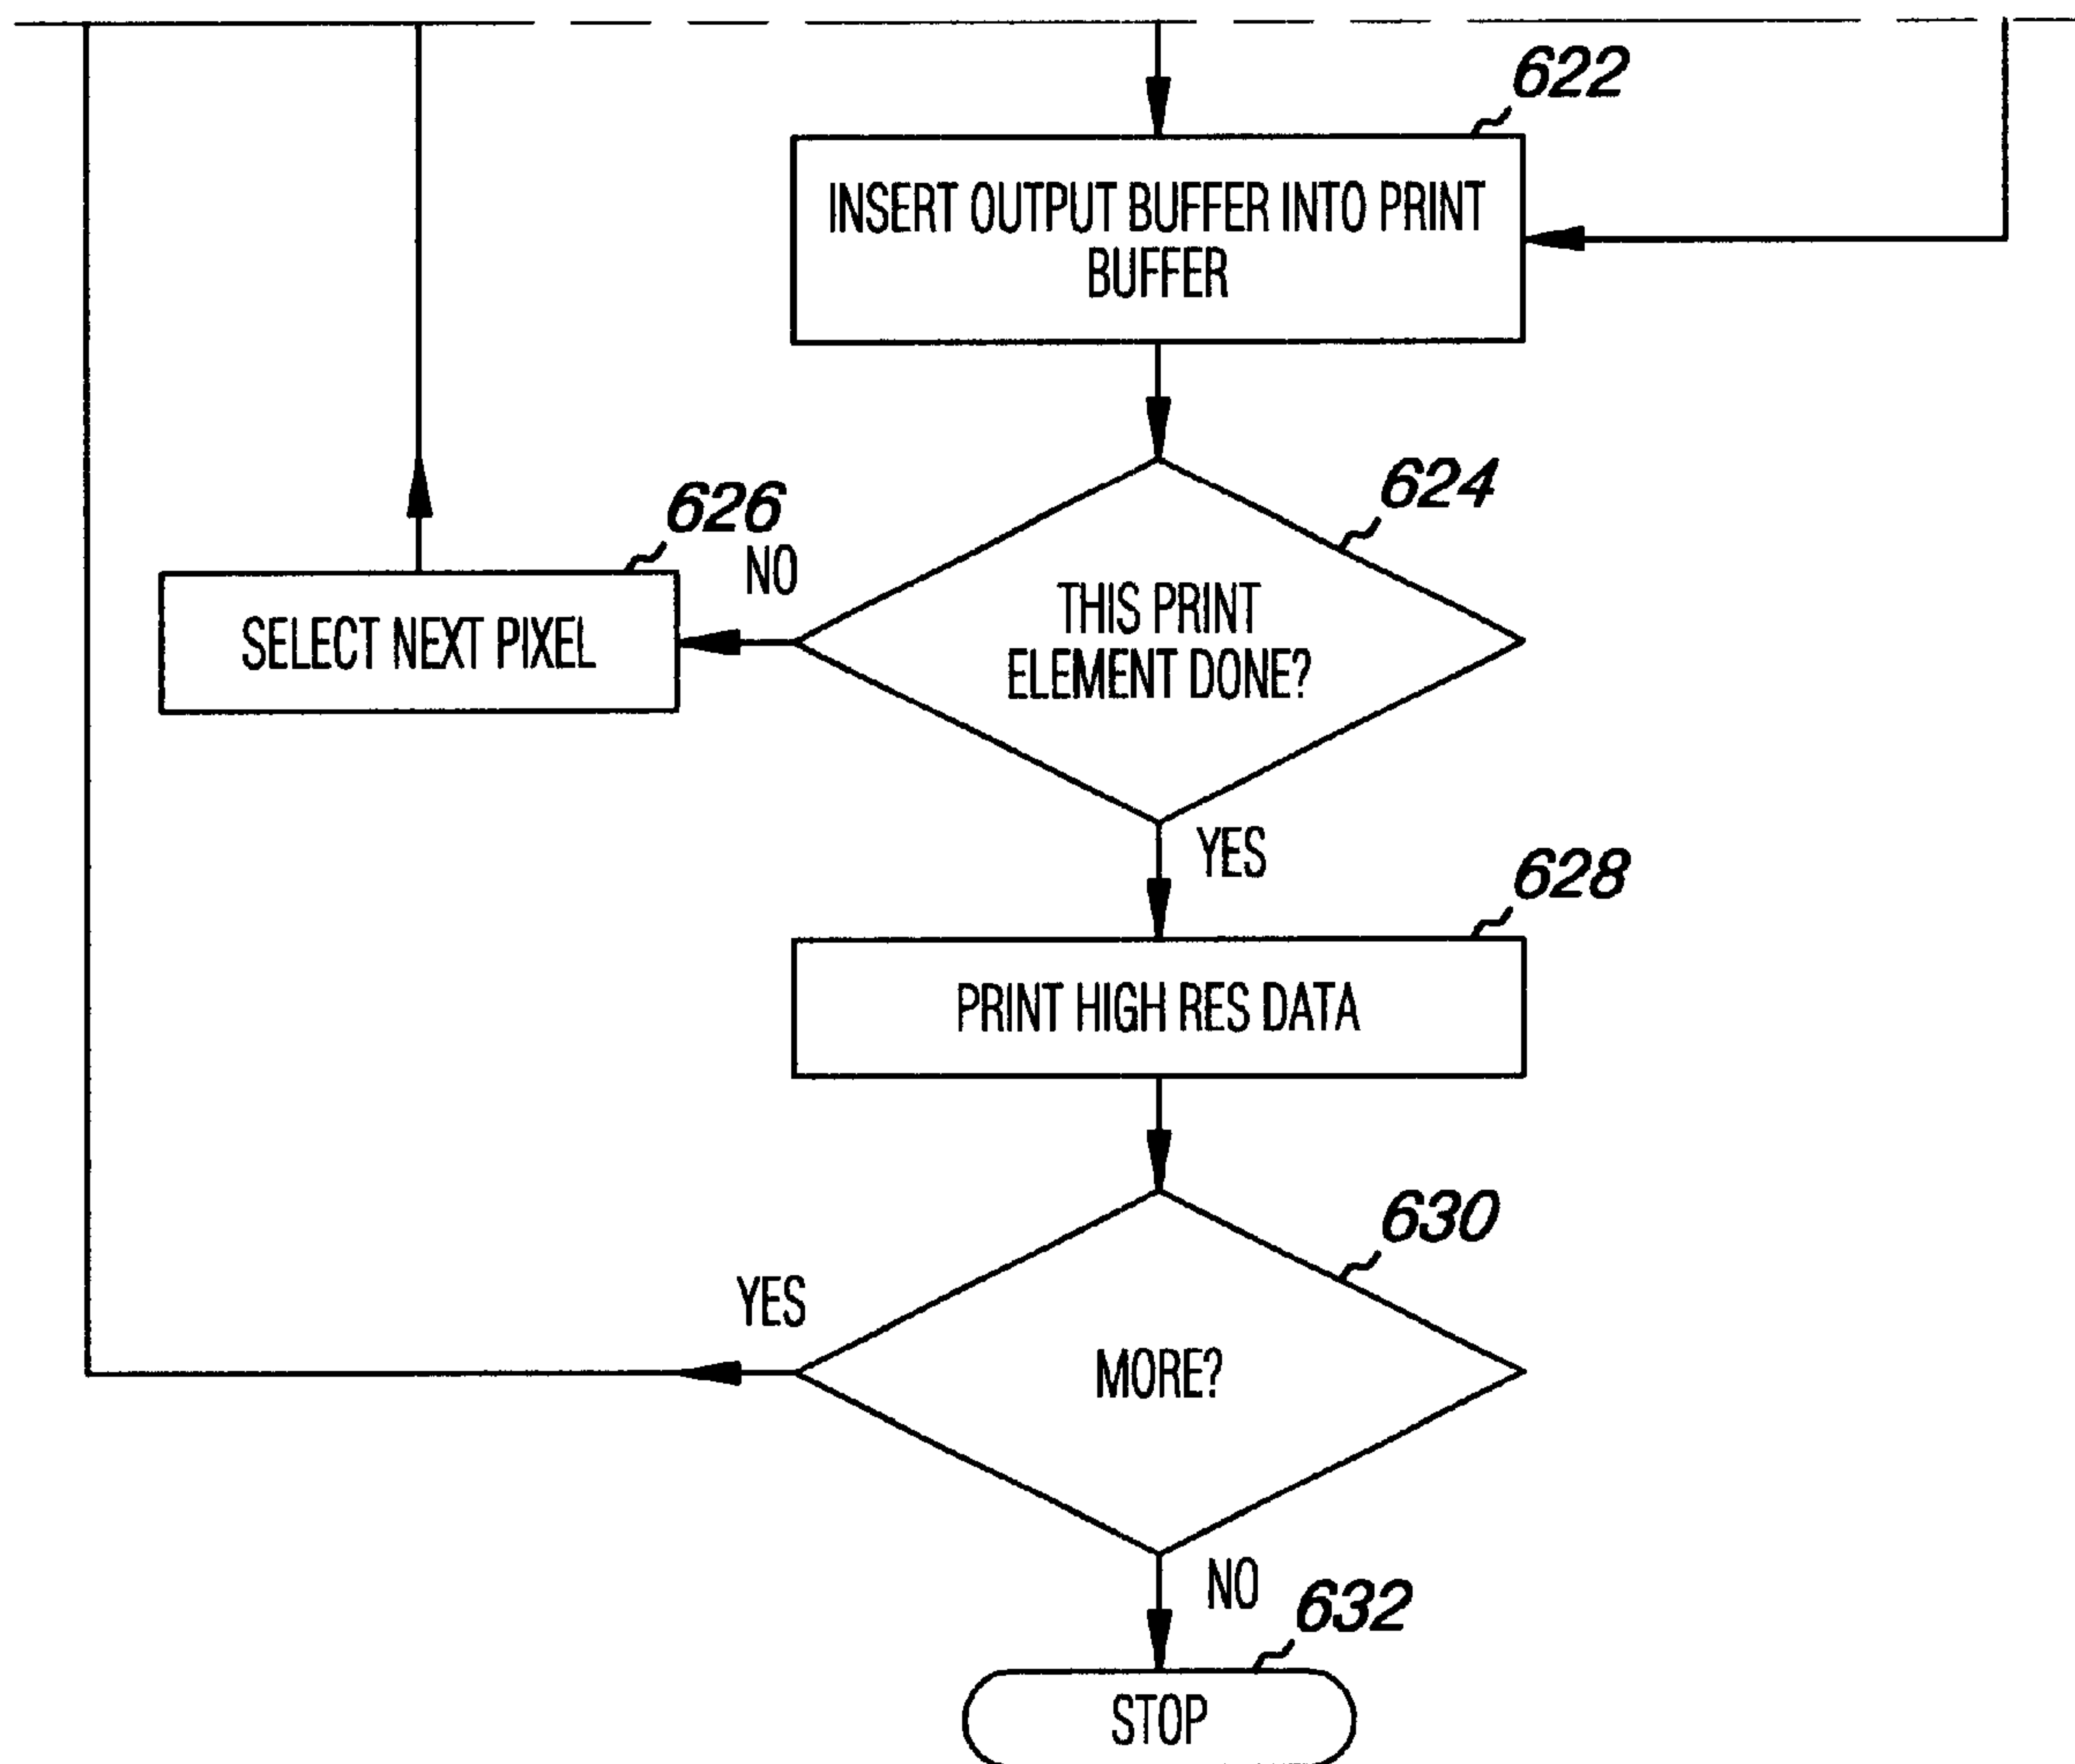 622
INSERT OUTPUT BUFFER INTO PRINT
BUFFER
624
626
NO
THIS PRINT
ELEMENT DONE?
SELECT NEXT PIXEL
YES
628
PRINT HIGH RES DATA
630
YES
MORE?
NO
632
STOP